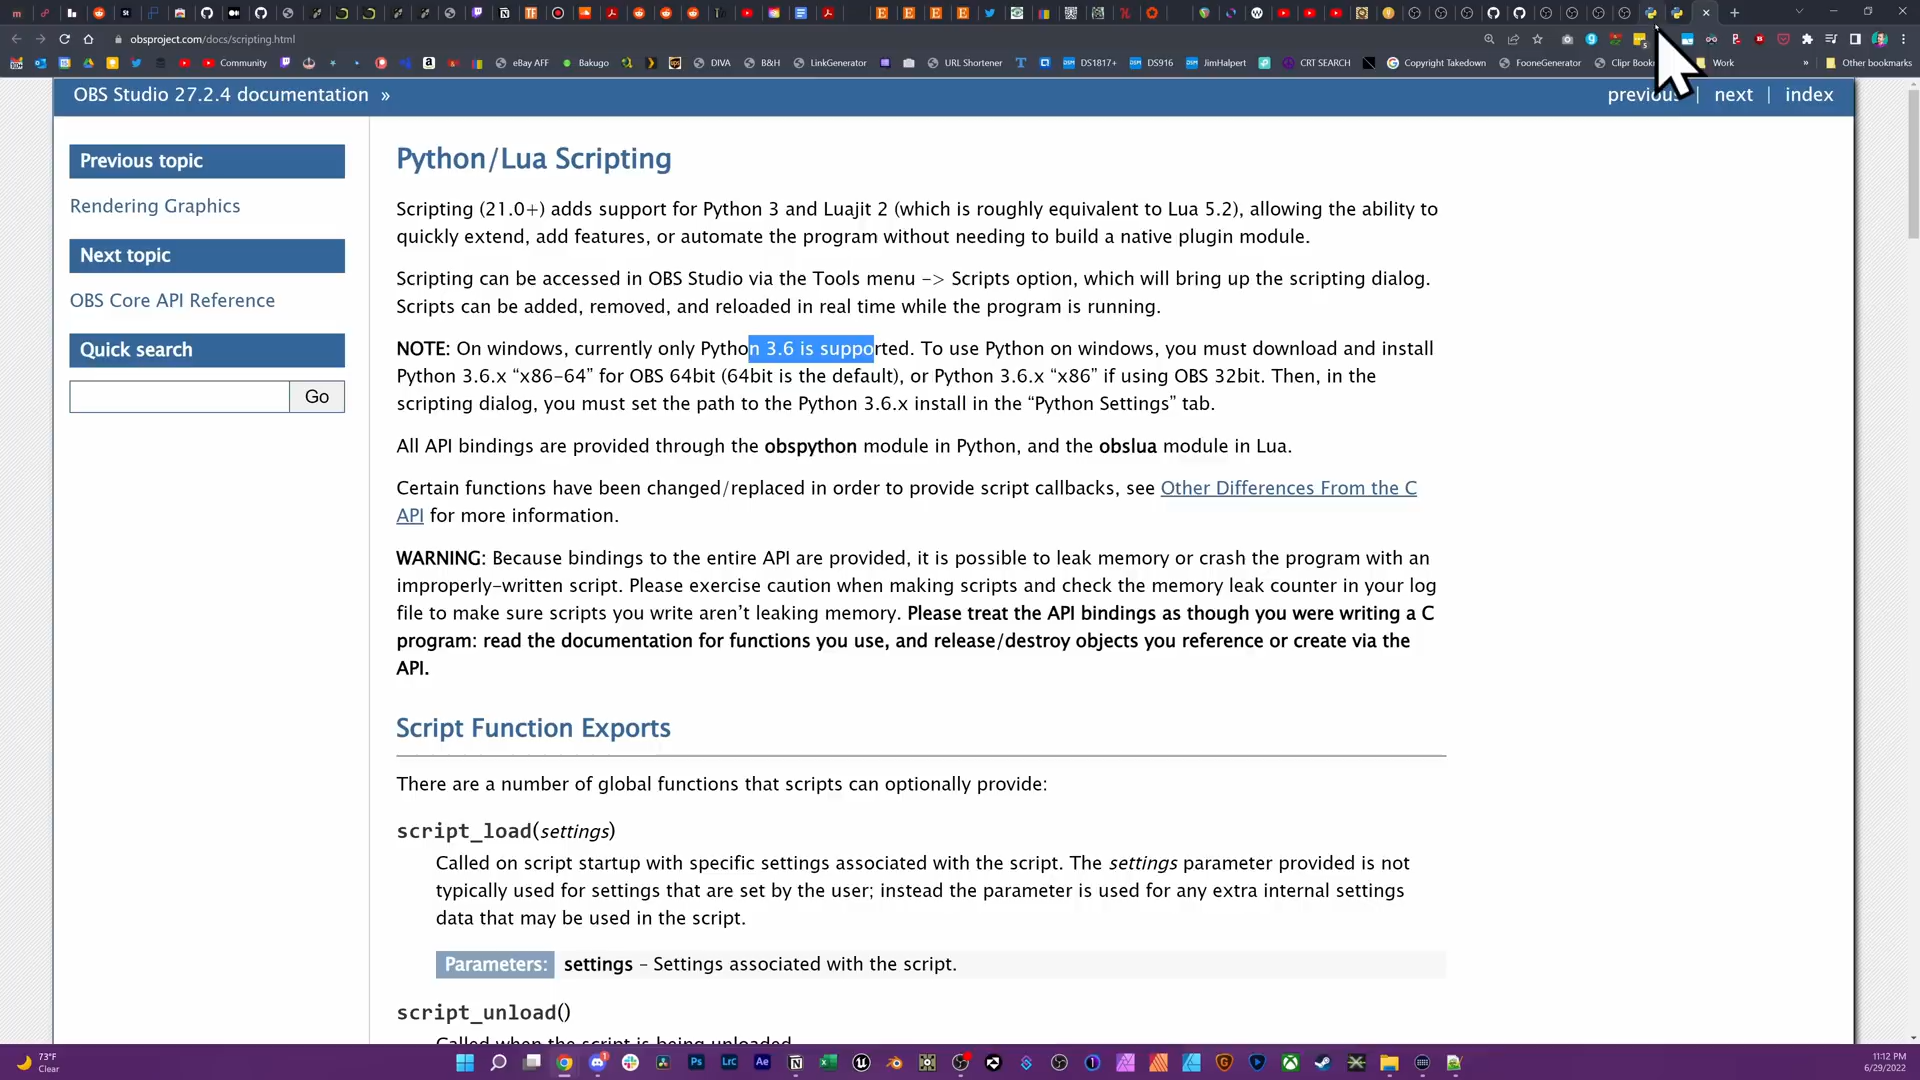 obsproject.com/docs/scripting.html
Community
eBay AFF
Bakugo
DIVA
B&H
LinkGenerator
URL Shortener
DS1817+
DS916
JimHalpert
CRT SEARCH
Copyright Takedown
FooneGenerator
Clipr Book
Work
»
Other bookmarks
OBS Studio 27.2.4 documentation »
previous | next | index
Previous topic
Rendering Graphics
Next topic
OBS Core API Reference
Quick search
Go
Python/Lua Scripting
Scripting (21.0+) adds support for Python 3 and Luajit 2 (which is roughly equivalent to Lua 5.2), allowing the ability to
quickly extend, add features, or automate the program without needing to build a native plugin module.
Scripting can be accessed in OBS Studio via the Tools menu -> Scripts option, which will bring up the scripting dialog.
Scripts can be added, removed, and reloaded in real time while the program is running.
NOTE: On windows, currently only Python 3.6 is supported. To use Python on windows, you must download and install
Python 3.6.x “x86-64” for OBS 64bit (64bit is the default), or Python 3.6.x “x86” if using OBS 32bit. Then, in the
scripting dialog, you must set the path to the Python 3.6.x install in the “Python Settings” tab.
All API bindings are provided through the obspython module in Python, and the obslua module in Lua.
Certain functions have been changed/replaced in order to provide script callbacks, see Other Differences From the C
API for more information.
WARNING: Because bindings to the entire API are provided, it is possible to leak memory or crash the program with an
improperly-written script. Please exercise caution when making scripts and check the memory leak counter in your log
file to make sure scripts you write aren’t leaking memory. Please treat the API bindings as though you were writing a C
program: read the documentation for functions you use, and release/destroy objects you reference or create via the
API.
Script Function Exports
There are a number of global functions that scripts can optionally provide:
script_load(settings)
Called on script startup with specific settings associated with the script. The settings parameter provided is not
typically used for settings that are set by the user; instead the parameter is used for any extra internal settings
data that may be used in the script.
Parameters: settings – Settings associated with the script.
script_unload()
Called when the script is being unloaded.
73°F
Clear
11:12 PM
6/29/2022